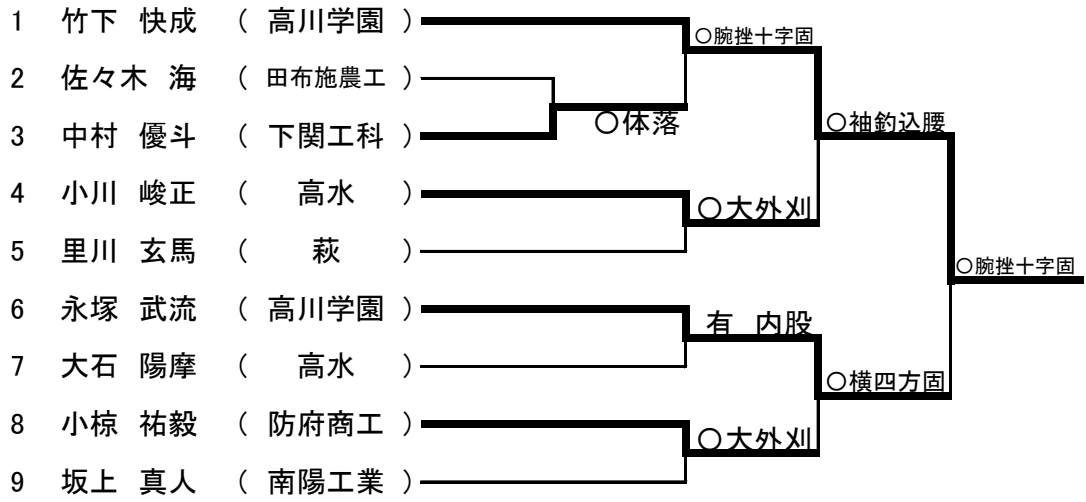 1 竹下 快成 ( 高川学園 )
○腕挫十字固
2 佐々木 海 ( 田布施農工 )
○体落
3 中村 優斗 ( 下関工科 )
○袖釣込腰
4 小川 峻正 ( 高水 )
○大外刈
5 里川 玄馬 ( 萩 )
○腕挫十字固
6 永塚 武流 ( 高川学園 )
有 内股
7 大石 陽摩 ( 高水 )
○横四方固
8 小椋 祐毅 ( 防府商工 )
○大外刈
9 坂上 真人 ( 南陽工業 )